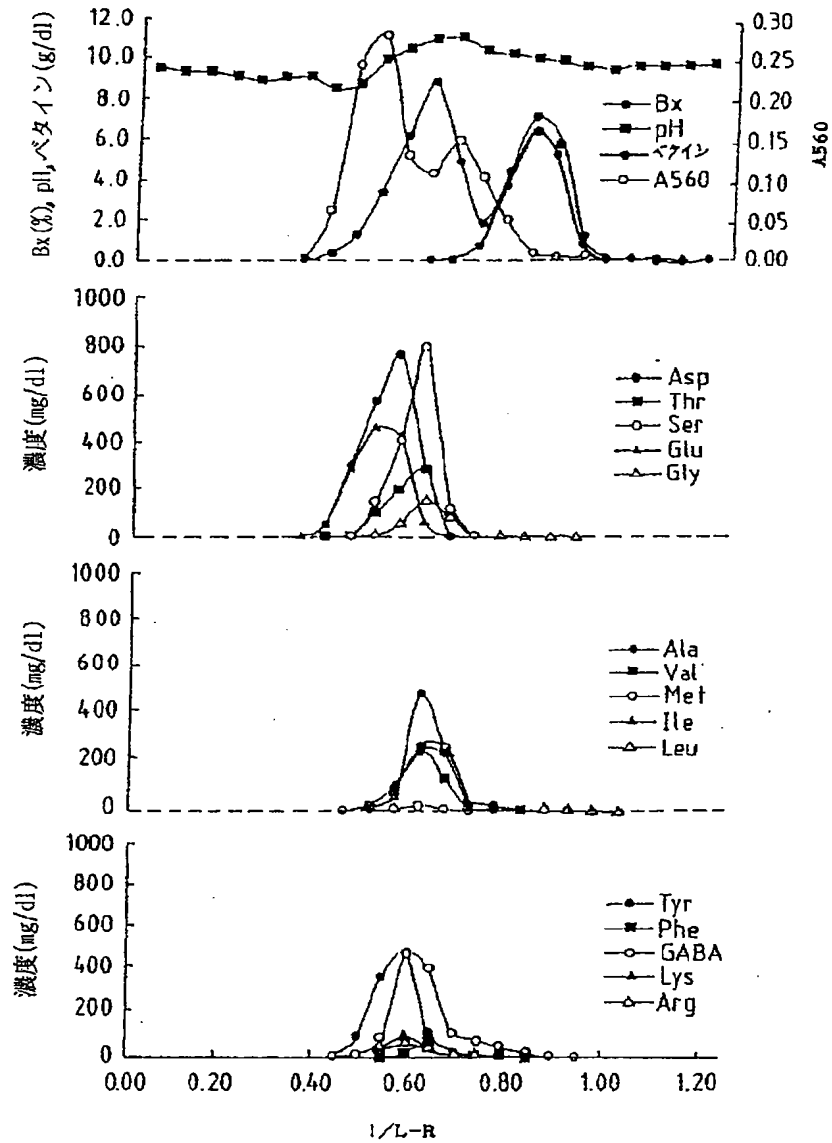 Bx(%), pH, ベタイン(g/dl)
12.0
10.0
8.0
6.0
4.0
2.0
0.0
0.30
0.25
0.20
0.15
0.10
0.05
0.00
A560
Bx
pH
ベタイン
A560
濃度(mg/dl)
1000
800
600
400
200
0
Asp
Thr
Ser
Glu
Gly
濃度(mg/dl)
1000
800
600
400
200
0
Ala
Val
Met
Ile
Leu
濃度(mg/dl)
1000
800
600
400
200
0
Tyr
Phe
GABA
Lys
Arg
0.00 0.20 0.40 0.60 0.80 1.00 1.20
1/L-R